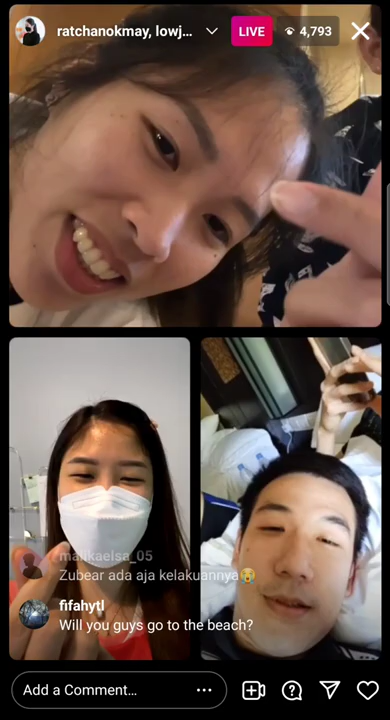 ratchanokmay, lowj...
LIVE
4,793
malikaelsa_05
Zubear ada aja kelakuannya😭
fifahytl
Will you guys go to the beach?
Add a Comment...